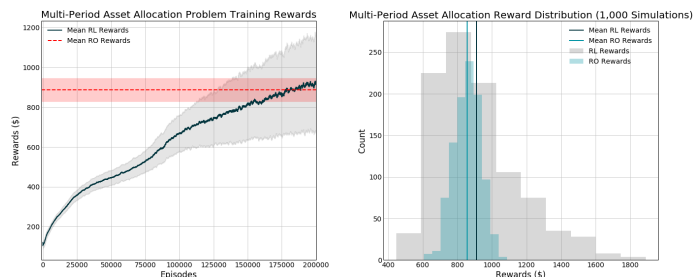 Multi-Period Asset Allocation Problem Training Rewards
Mean RL Rewards
Mean RO Rewards
1200
1000
800
600
400
200
Rewards ($)
0
25000
50000
75000
100000
125000
150000
175000
200000
Episodes
Multi-Period Asset Allocation Reward Distribution (1,000 Simulations)
Mean RL Rewards
Mean RO Rewards
RL Rewards
RO Rewards
250
200
150
100
50
0
Count
400
600
800
1000
1200
1400
1600
1800
Rewards ($)